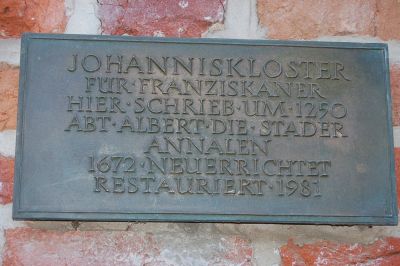 JOHANNISKLOSTER
FÜR·FRANZISKANER
HIER·SCHRIEB·UM·1250
ABT·ALBERT·DIE·STADER
ANNALEN
1672·NEUERRICHTET
RESTAURIERT·1981